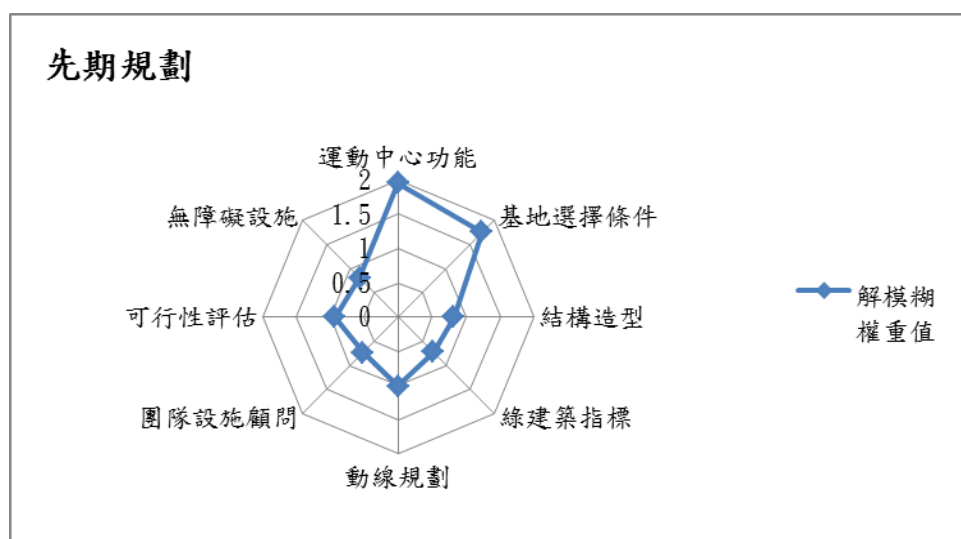 先期規劃
運動中心功能
2
無障礙設施
1.5
基地選擇條件
1
0.5
可行性評估
0
結構造型
解模糊
權重值
團隊設施顧問
綠建築指標
動線規劃